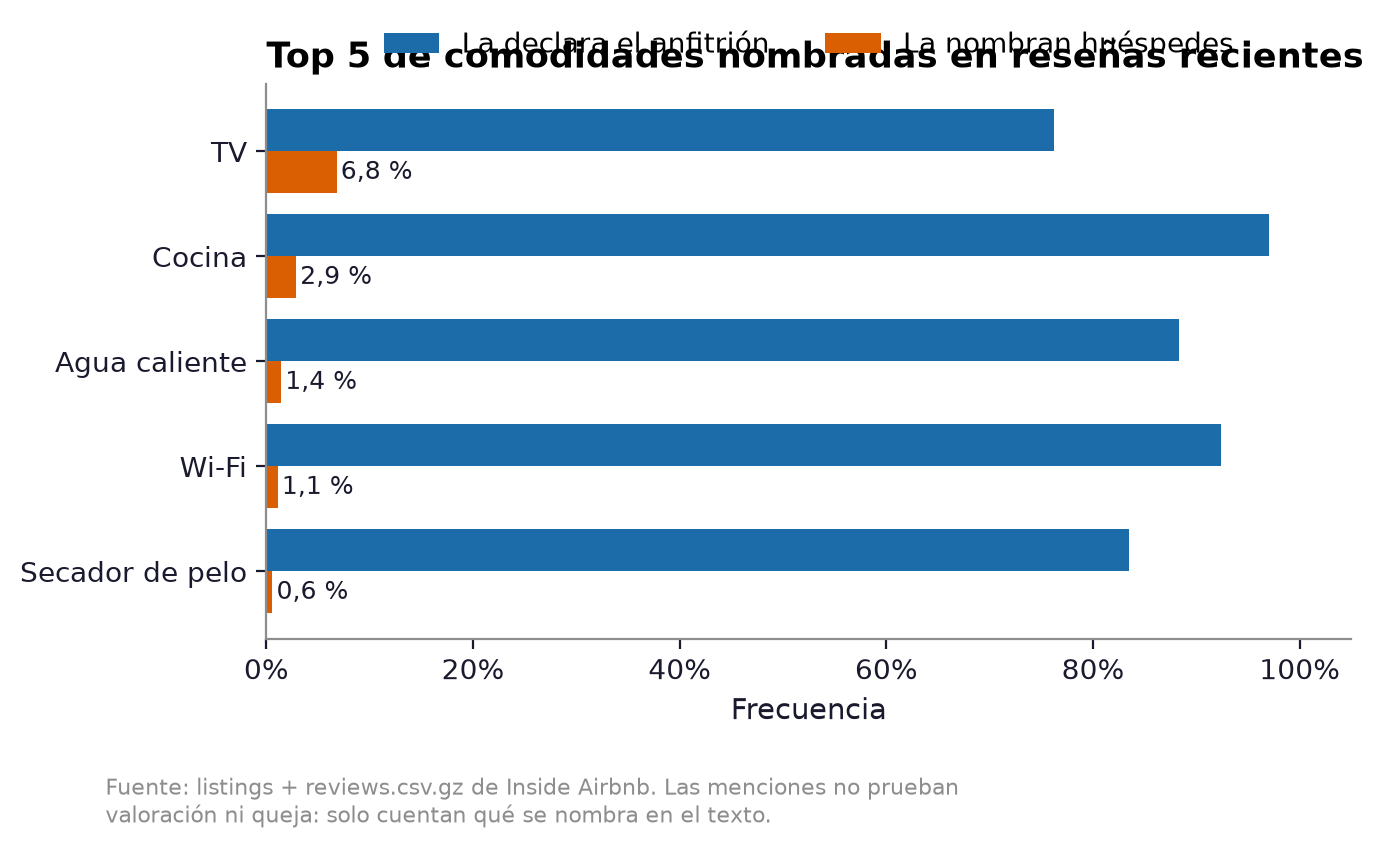 La declara el anfitrión La nombran huéspedes
Top 5 de comodidades nombradas en reseñas recientes
TV
6,8 %
Cocina
2,9 %
Agua caliente
1,4 %
Wi-Fi
1,1 %
Secador de pelo
0,6 %
0% 20% 40% 60% 80% 100%
Frecuencia
Fuente: listings + reviews.csv.gz de Inside Airbnb. Las menciones no prueban
valoración ni queja: solo cuentan qué se nombra en el texto.